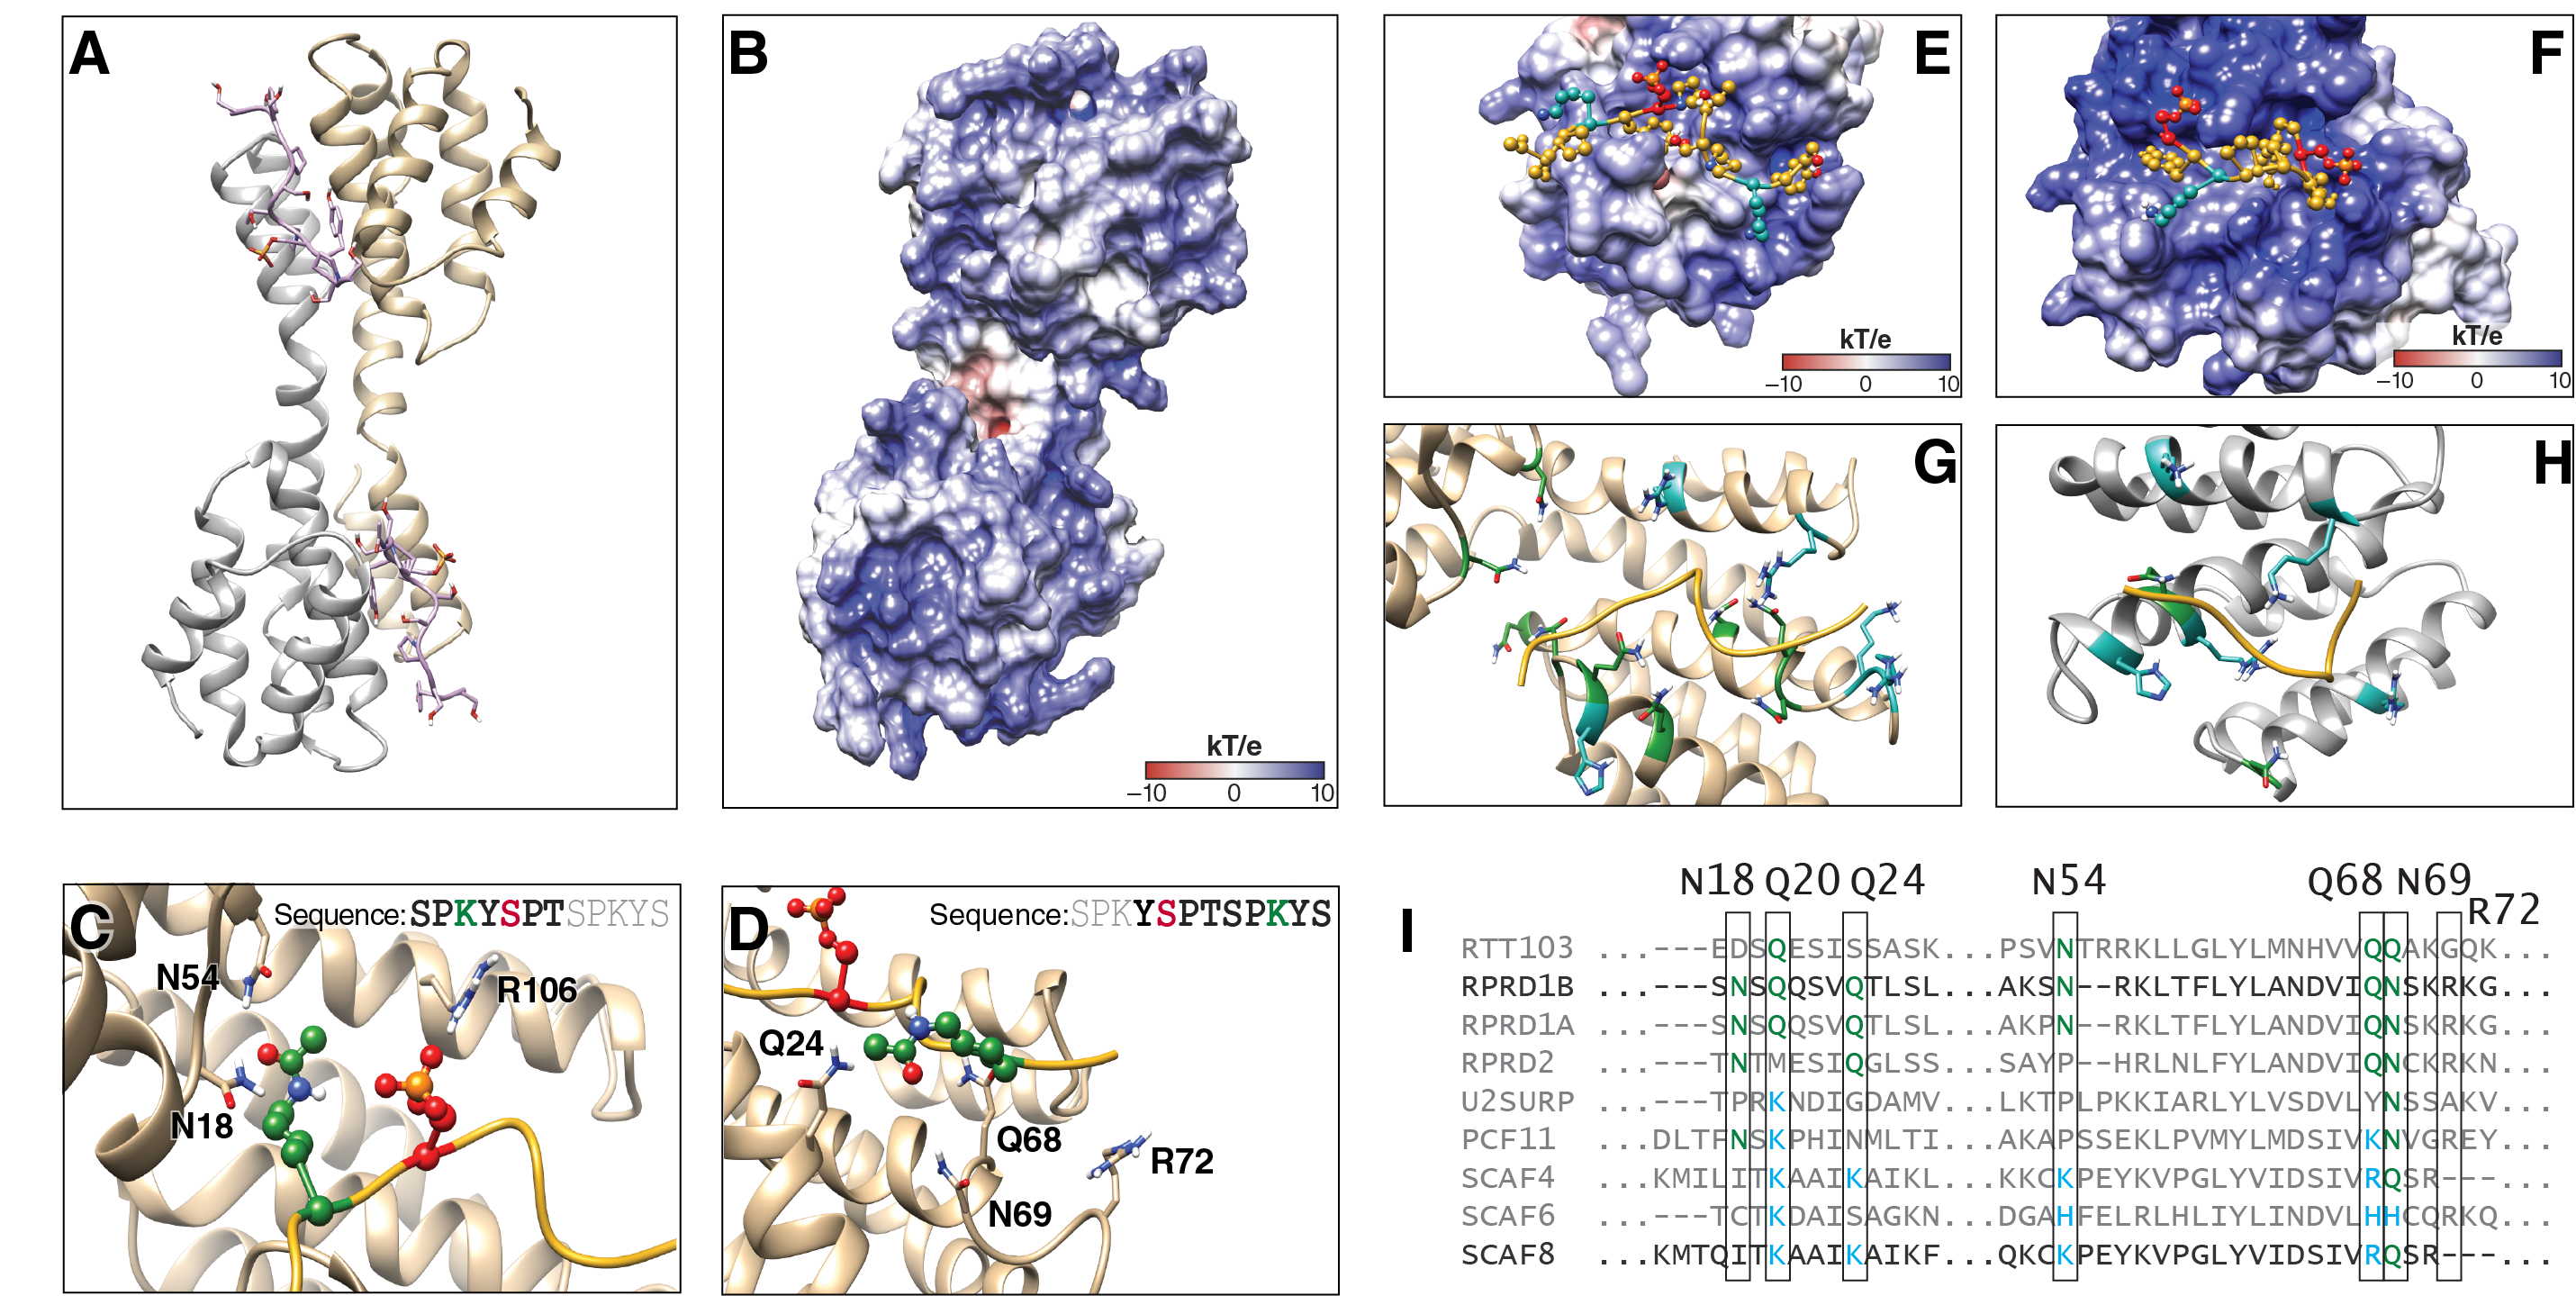 A
B
E
F
kT/e
−10 0 10
kT/e
−10 0 10
kT/e
−10 0 10
G
H
C
Sequence:SPKYSPTSPKYS
N54
R106
N18
D
Sequence:SPKYSPTSPKYS
Q24
Q68
R72
N69
I
N18 Q20 Q24 N54 Q68 N69 R72
RTT103 ...---EDSQESISSASK... PSVNTRRKLLGLYLMNHVVQQAKGQK...
RPRD1B ...---SNSQQSVQTLSL...AKSN--RKLTFLYLANDVIQNSKRKG...
RPRD1A ...---SNSQQSVQTLSL...AKPN--RKLTFLYLANDVIQNSKRKG...
RPRD2 ...---TNTMESIQGLSS...SAYP--HRLNLFYLANDVIQNCKRKN...
U2SURP ...---TPRKNDIGDAMV...LKTPLPKKIARLYLVSDVLYNSSAKV...
PCF11 ...DLTFNSKPHINMLTI...AKAPSSEKLPVMYLMDSIVKNVGREY...
SCAF4 ...KMILITKAAIKAIKL...KKCKPEYKVPGLYVIDSIVRQSR---...
SCAF6 ...---TCTKDAISAGKN...DGAHFELRLHLIYLINDVLHHCQRKQ...
SCAF8 ...KMTQITKAAIKAIKF...QKCKPEYKVPGLYVIDSIVRQSR---...